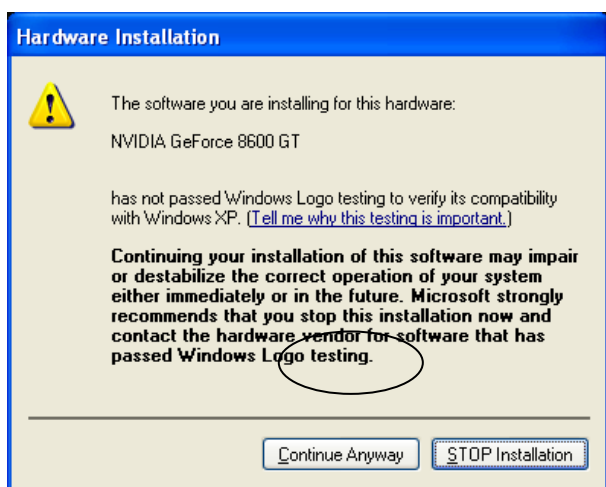 Hardware Installation
The software you are installing for this hardware:
NVIDIA GeForce 8600 GT
has not passed Windows Logo testing to verify its compatibility
with Windows XP. (Tell me why this testing is important.)
Continuing your installation of this software may impair
or destabilize the correct operation of your system
either immediately or in the future. Microsoft strongly
recommends that you stop this installation now and
contact the hardware vendor for software that has
passed Windows Logo testing.
Continue Anyway STOP Installation